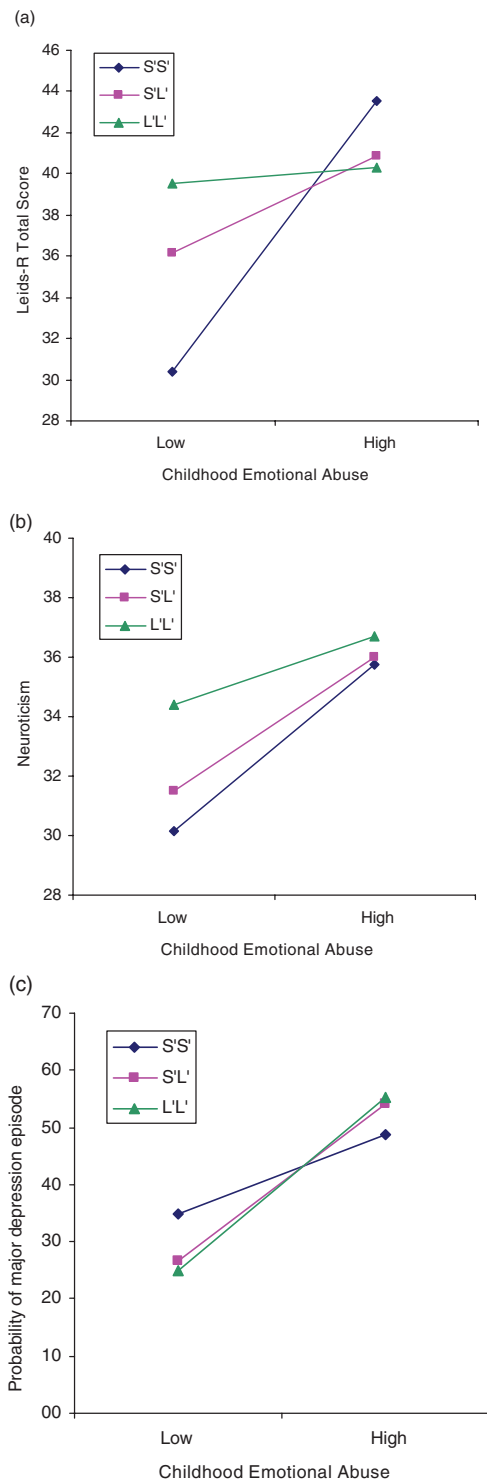 (a)
46
44
42
40
38
36
34
32
30
28
Leids-R Total Score
S'S'
S'L'
L'L'
Low High
Childhood Emotional Abuse
(b)
40
38
36
34
32
30
28
Neuroticism
S'S'
S'L'
L'L'
Low High
Childhood Emotional Abuse
(c)
70
60
50
40
30
20
10
00
Probability of major depression episode
S'S'
S'L'
L'L'
Low High
Childhood Emotional Abuse